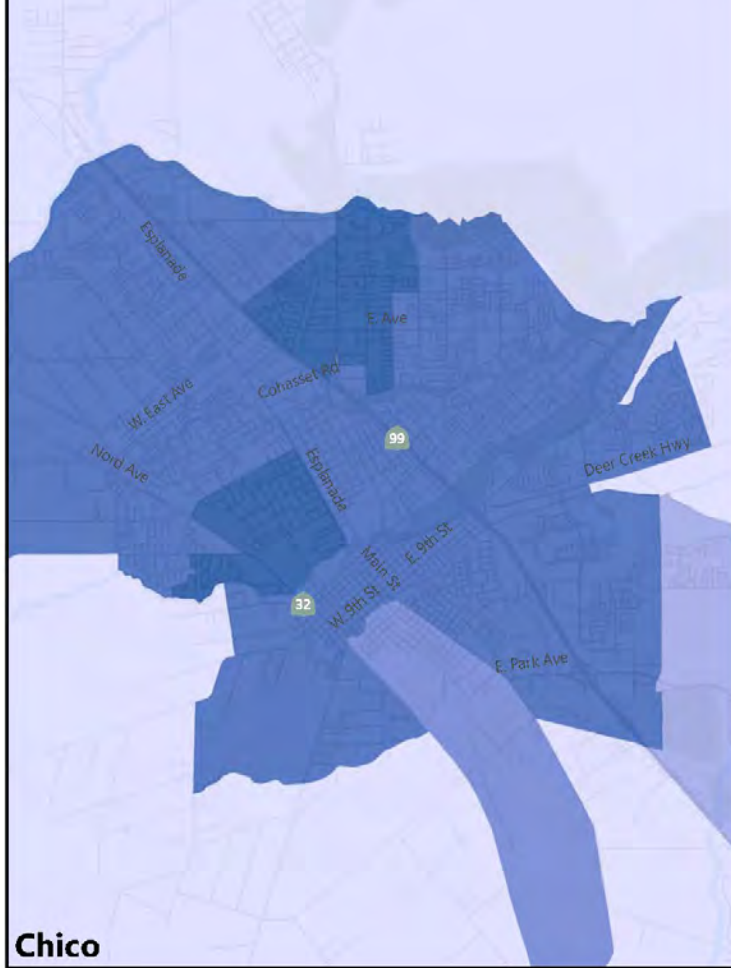 Esplanade
E. Ave
Cohasset Rd
W. East Ave
99
Nord Ave
Esplanade
Deer Creek Hwy
E. 9th St
Main St
32
W. 9th St
E. Park Ave
Chico